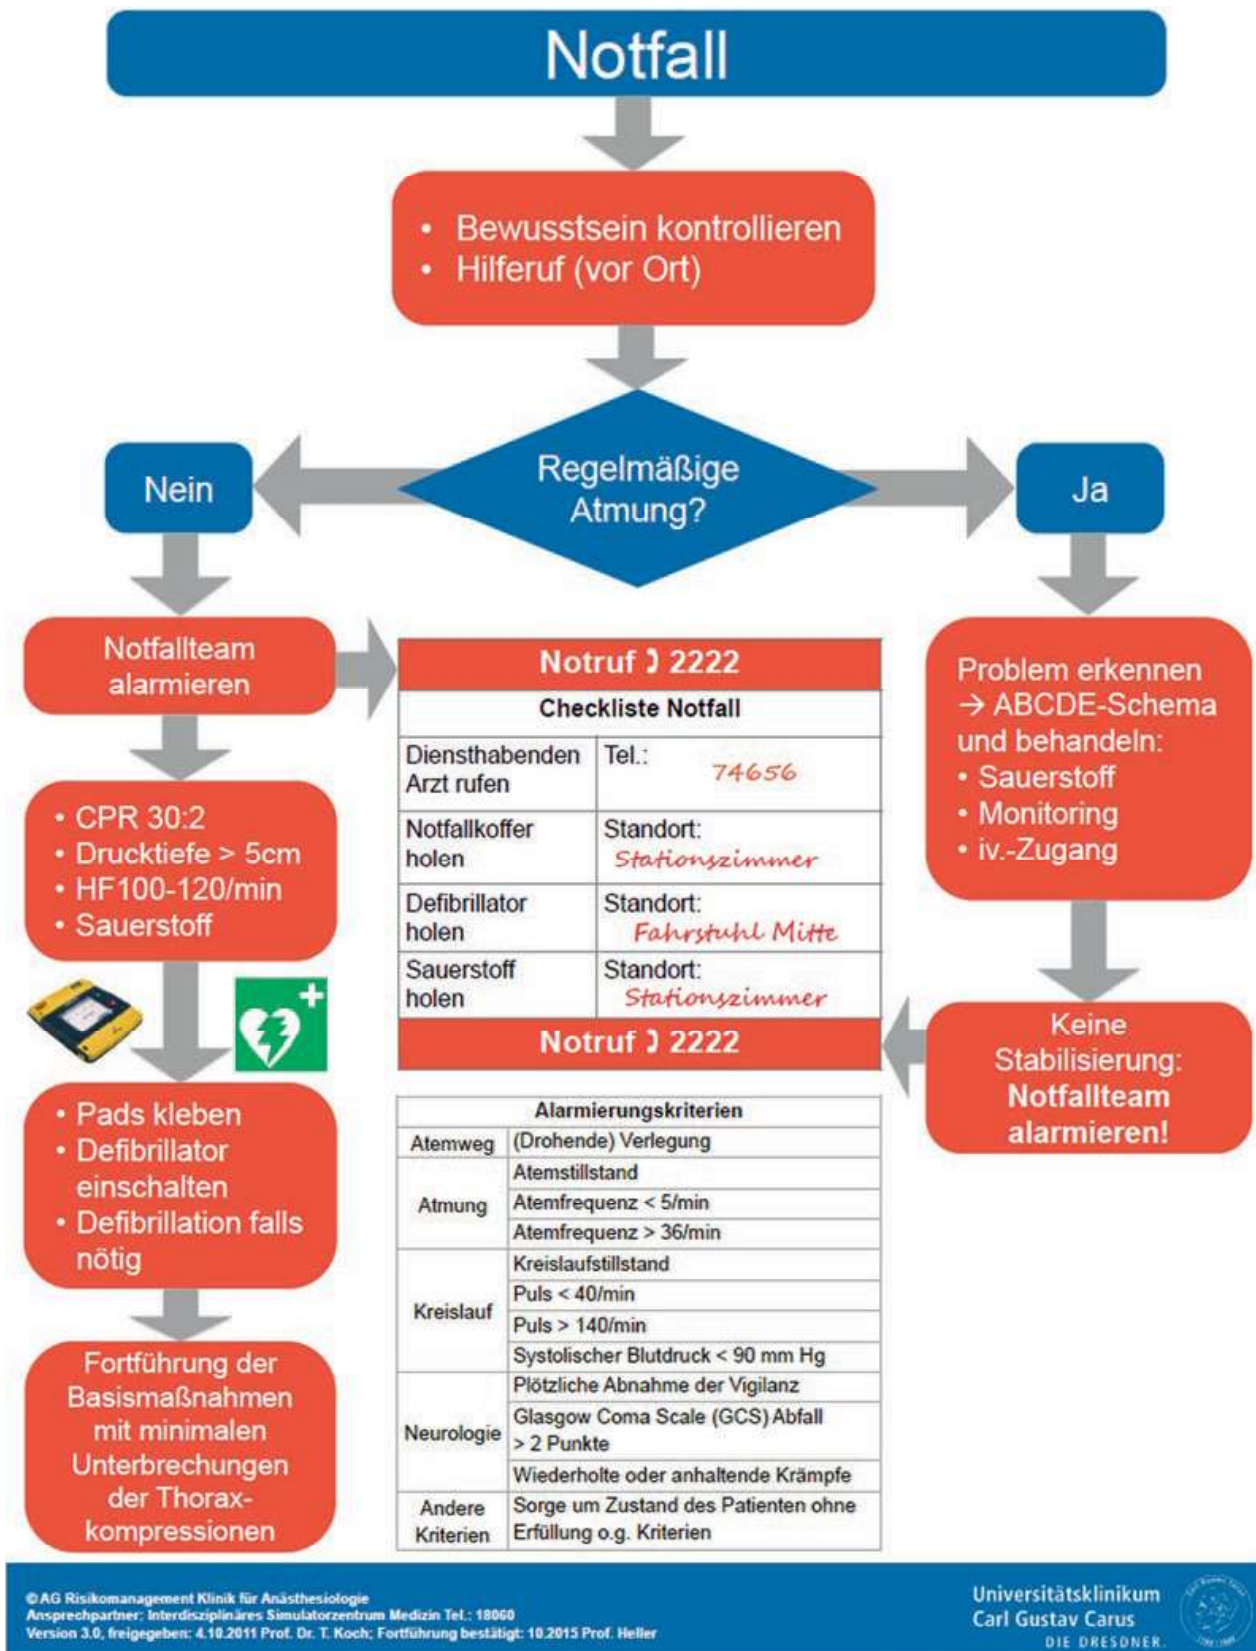 Notfall
• Bewusstsein kontrollieren
• Hilferuf (vor Ort)
Regelmäßige
Atmung?
Nein
Ja
Notfallteam
alarmieren
• CPR 30:2
• Drucktiefe > 5cm
• HF100-120/min
• Sauerstoff
• Pads kleben
• Defibrillator
einschalten
• Defibrillation falls
nötig
Fortführung der
Basismaßnahmen
mit minimalen
Unterbrechungen
der Thorax-
kompressionen
Notruf 2222
Checkliste Notfall
Diensthabenden
Arzt rufen
Tel.: 74656
Notfallkoffer
holen
Standort:
Stationszimmer
Defibrillator
holen
Standort:
Fahrstuhl Mitte
Sauerstoff
holen
Standort:
Stationszimmer
Notruf 2222
Problem erkennen
→ ABCDE-Schema
und behandeln:
• Sauerstoff
• Monitoring
• iv.-Zugang
Keine
Stabilisierung:
Notfallteam
alarmieren!
Alarmierungskriterien
Atemweg
(Drohende) Verlegung
Atmung
Atemstillstand
Atemfrequenz < 5/min
Atemfrequenz > 36/min
Kreislauf
Kreislaufstillstand
Puls < 40/min
Puls > 140/min
Systolischer Blutdruck < 90 mm Hg
Neurologie
Plötzliche Abnahme der Vigilanz
Glasgow Coma Scale (GCS) Abfall
> 2 Punkte
Wiederholte oder anhaltende Krämpfe
Andere
Kriterien
Sorge um Zustand des Patienten ohne
Erfüllung o.g. Kriterien
© AG Risikomanagement Klinik für Anästhesiologie
Ansprechpartner: Interdisziplinäres Simulatorzentrum Medizin Tel.: 18060
Version 3.0, freigegeben: 4.10.2011 Prof. Dr. T. Koch; Fortführung bestätigt: 10.2015 Prof. Heller
Universitätsklinikum
Carl Gustav Carus
DIE DRESDNER